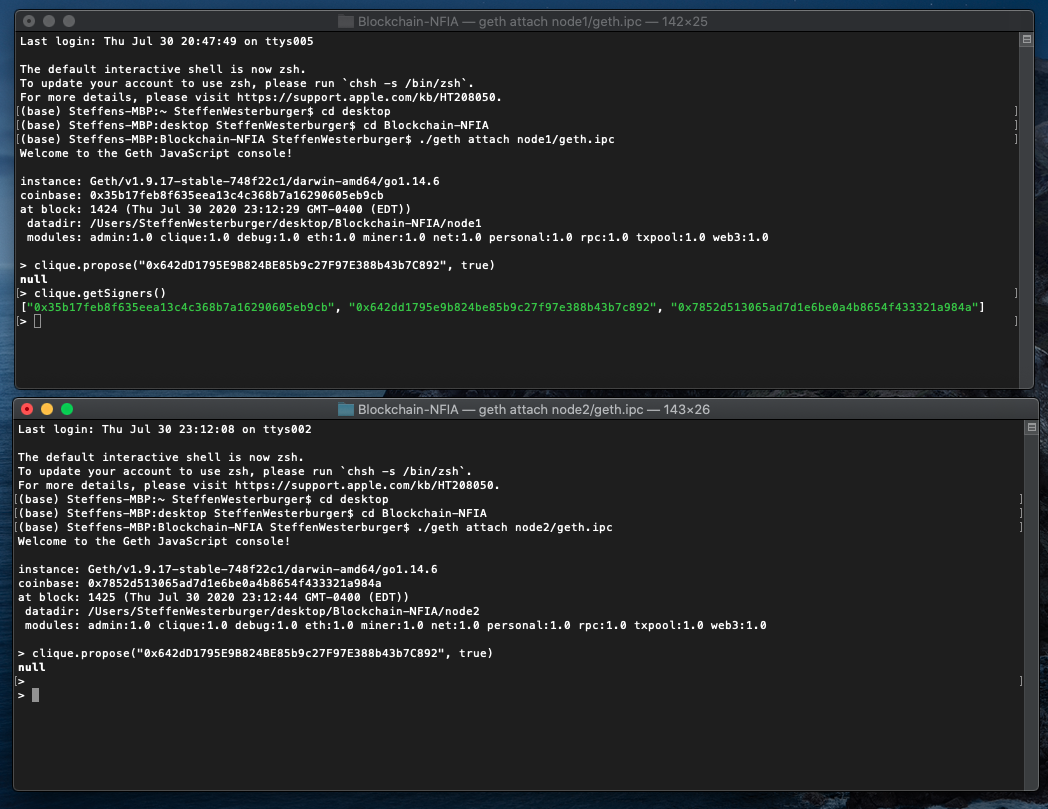 Blockchain-NFIA — geth attach node1/geth.ipc — 142×25
Last login: Thu Jul 30 20:47:49 on ttys005
The default interactive shell is now zsh.
To update your account to use zsh, please run `chsh -s /bin/zsh`.
For more details, please visit https://support.apple.com/kb/HT208050.
[(base) Steffens-MBP:~ SteffenWesterburger$ cd desktop ]
[(base) Steffens-MBP:desktop SteffenWesterburger$ cd Blockchain-NFIA ]
[(base) Steffens-MBP:Blockchain-NFIA SteffenWesterburger$ ./geth attach node1/geth.ipc ]
Welcome to the Geth JavaScript console!
instance: Geth/v1.9.17-stable-748f22c1/darwin-amd64/go1.14.6
coinbase: 0x35b17feb8f635eea13c4c368b7a16290605eb9cb
at block: 1424 (Thu Jul 30 2020 23:12:29 GMT-0400 (EDT))
datadir: /Users/SteffenWesterburger/desktop/Blockchain-NFIA/node1
modules: admin:1.0 clique:1.0 debug:1.0 eth:1.0 miner:1.0 net:1.0 personal:1.0 rpc:1.0 txpool:1.0 web3:1.0
> clique.propose("0x642dD1795E9B824BE85b9c27F97E388b43b7C892", true)
null
[> clique.getSigners() ]
["0x35b17feb8f635eea13c4c368b7a16290605eb9cb", "0x642dd1795e9b824be85b9c27f97e388b43b7c892", "0x7852d513065ad7d1e6be0a4b8654f433321a984a"]
[> ]
Blockchain-NFIA — geth attach node2/geth.ipc — 143×26
Last login: Thu Jul 30 23:12:08 on ttys002
The default interactive shell is now zsh.
To update your account to use zsh, please run `chsh -s /bin/zsh`.
For more details, please visit https://support.apple.com/kb/HT208050.
[(base) Steffens-MBP:~ SteffenWesterburger$ cd desktop ]
[(base) Steffens-MBP:desktop SteffenWesterburger$ cd Blockchain-NFIA ]
[(base) Steffens-MBP:Blockchain-NFIA SteffenWesterburger$ ./geth attach node2/geth.ipc ]
Welcome to the Geth JavaScript console!
instance: Geth/v1.9.17-stable-748f22c1/darwin-amd64/go1.14.6
coinbase: 0x7852d513065ad7d1e6be0a4b8654f433321a984a
at block: 1425 (Thu Jul 30 2020 23:12:44 GMT-0400 (EDT))
datadir: /Users/SteffenWesterburger/desktop/Blockchain-NFIA/node2
modules: admin:1.0 clique:1.0 debug:1.0 eth:1.0 miner:1.0 net:1.0 personal:1.0 rpc:1.0 txpool:1.0 web3:1.0
> clique.propose("0x642dD1795E9B824BE85b9c27F97E388b43b7C892", true)
null
[> ]
>